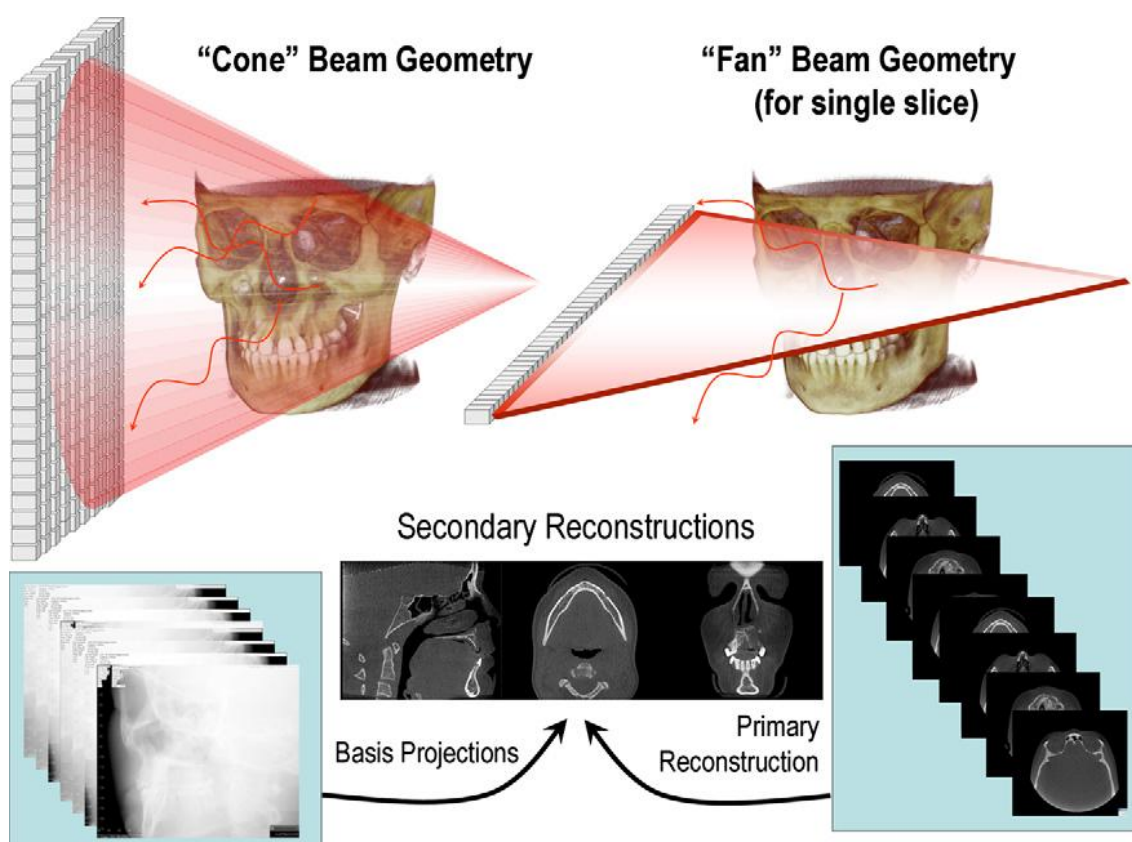 “Cone” Beam Geometry
“Fan” Beam Geometry
(for single slice)
Secondary Reconstructions
Basis Projections
Primary
Reconstruction